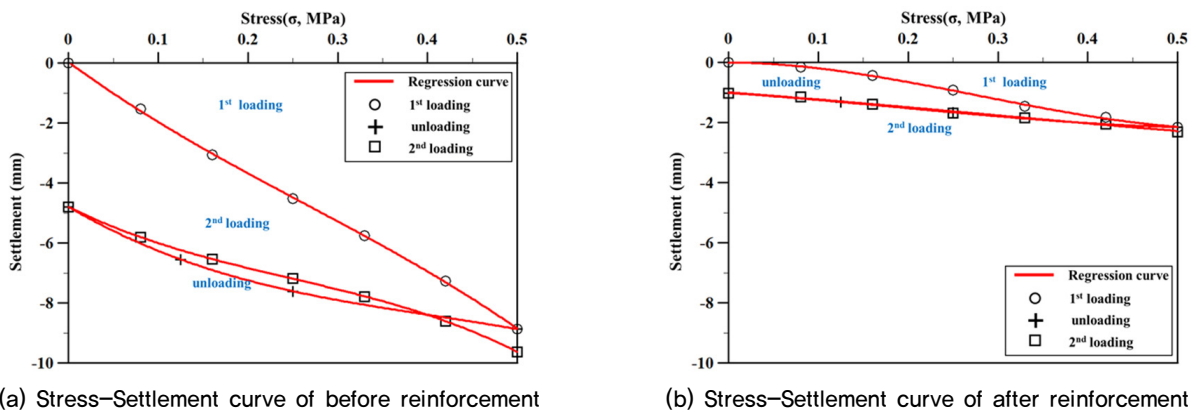 Stress(σ, MPa)
0 0.1 0.2 0.3 0.4 0.5
0
-2
-4
-6
-8
-10
Settlement (mm)
Regression curve
1st loading
unloading
2nd loading
1st loading
2nd loading
unloading
(a) Stress-Settlement curve of before reinforcement
Stress(σ, MPa)
0 0.1 0.2 0.3 0.4 0.5
0
-2
-4
-6
-8
-10
Settlement (mm)
unloading
1st loading
2nd loading
Regression curve
1st loading
unloading
2nd loading
(b) Stress-Settlement curve of after reinforcement